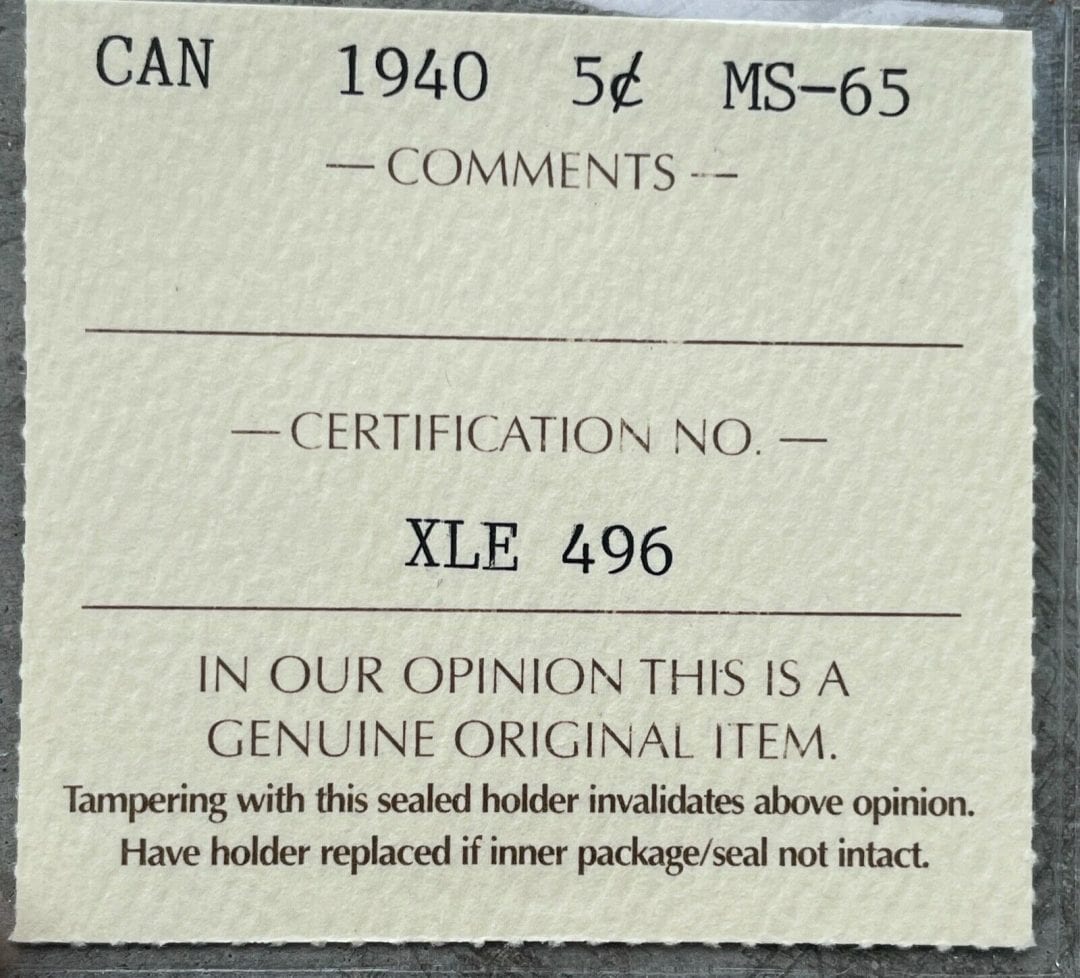 CAN 1940 5¢ MS-65
— COMMENTS —
— CERTIFICATION NO. —
XLE 496
IN OUR OPINION THIS IS A
GENUINE ORIGINAL ITEM.
Tampering with this sealed holder invalidates above opinion.
Have holder replaced if inner package/seal not intact.